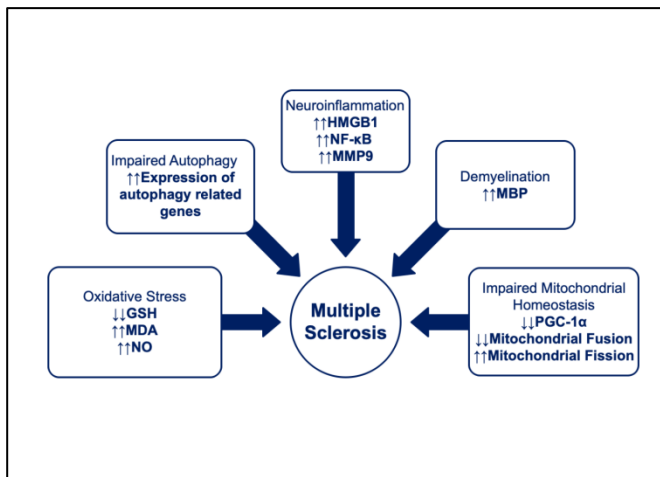 Neuroinflammation
↑↑HMGB1
↑↑NF-κB
↑↑MMP9
Impaired Autophagy
↑↑Expression of
autophagy related
genes
Demyelination
↑↑MBP
Oxidative Stress
↓↓GSH
↑↑MDA
↑↑NO
Multiple
Sclerosis
Impaired Mitochondrial
Homeostasis
↓↓PGC-1α
↓↓Mitochondrial Fusion
↑↑Mitochondrial Fission